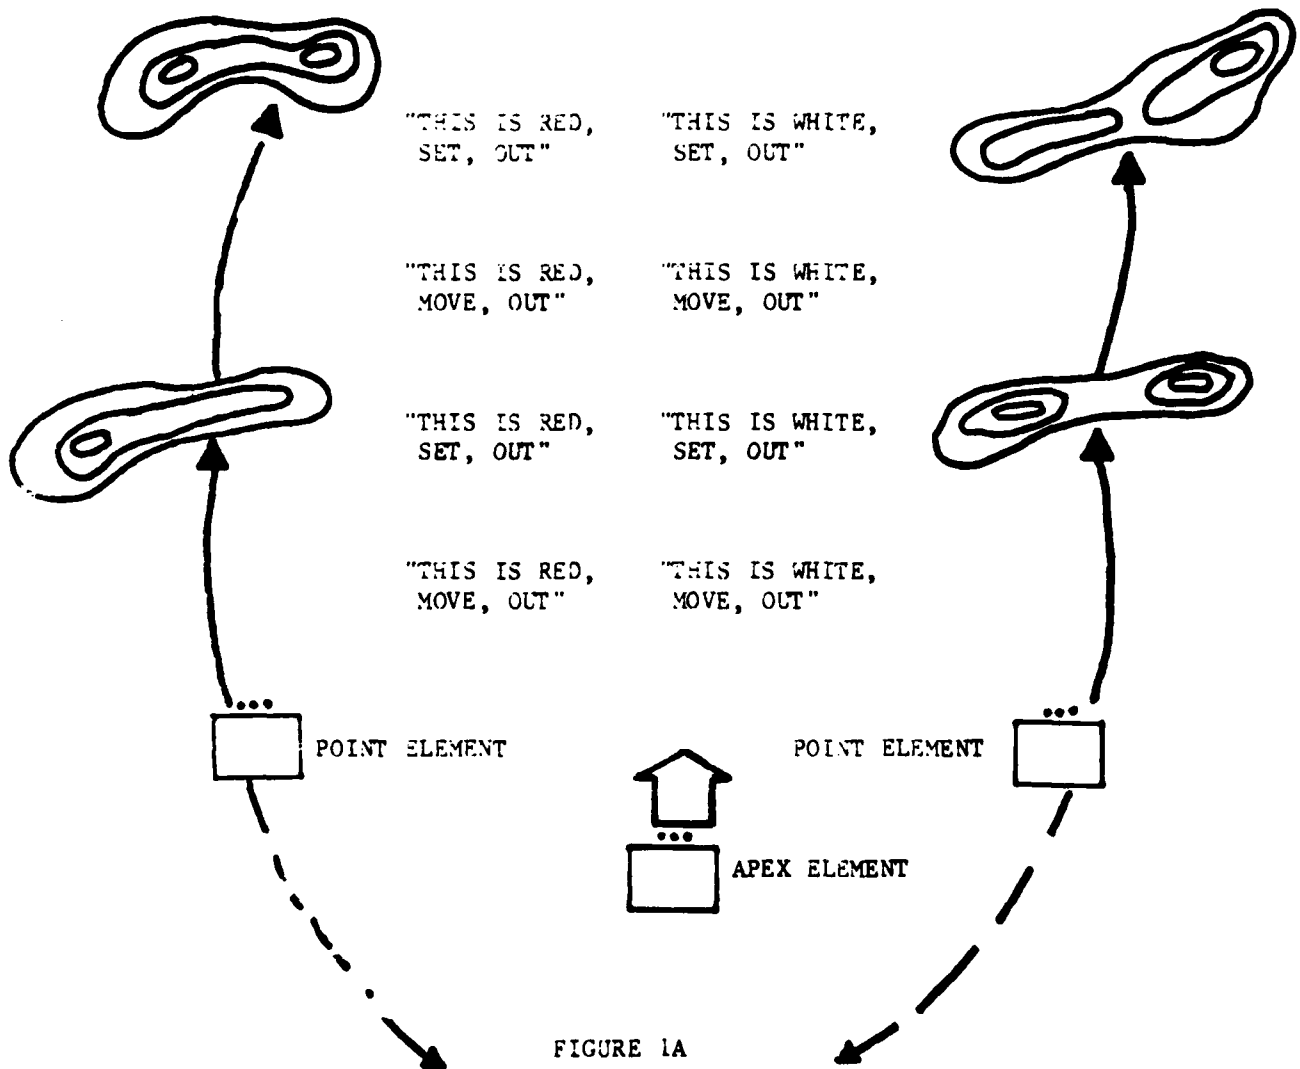 "THIS IS RED, SET, OUT"
"THIS IS WHITE, SET, OUT"
"THIS IS RED, MOVE, OUT"
"THIS IS WHITE, MOVE, OUT"
"THIS IS RED, SET, OUT"
"THIS IS WHITE, SET, OUT"
"THIS IS RED, MOVE, OUT"
"THIS IS WHITE, MOVE, OUT"
POINT ELEMENT
POINT ELEMENT
APEX ELEMENT
FIGURE 1A